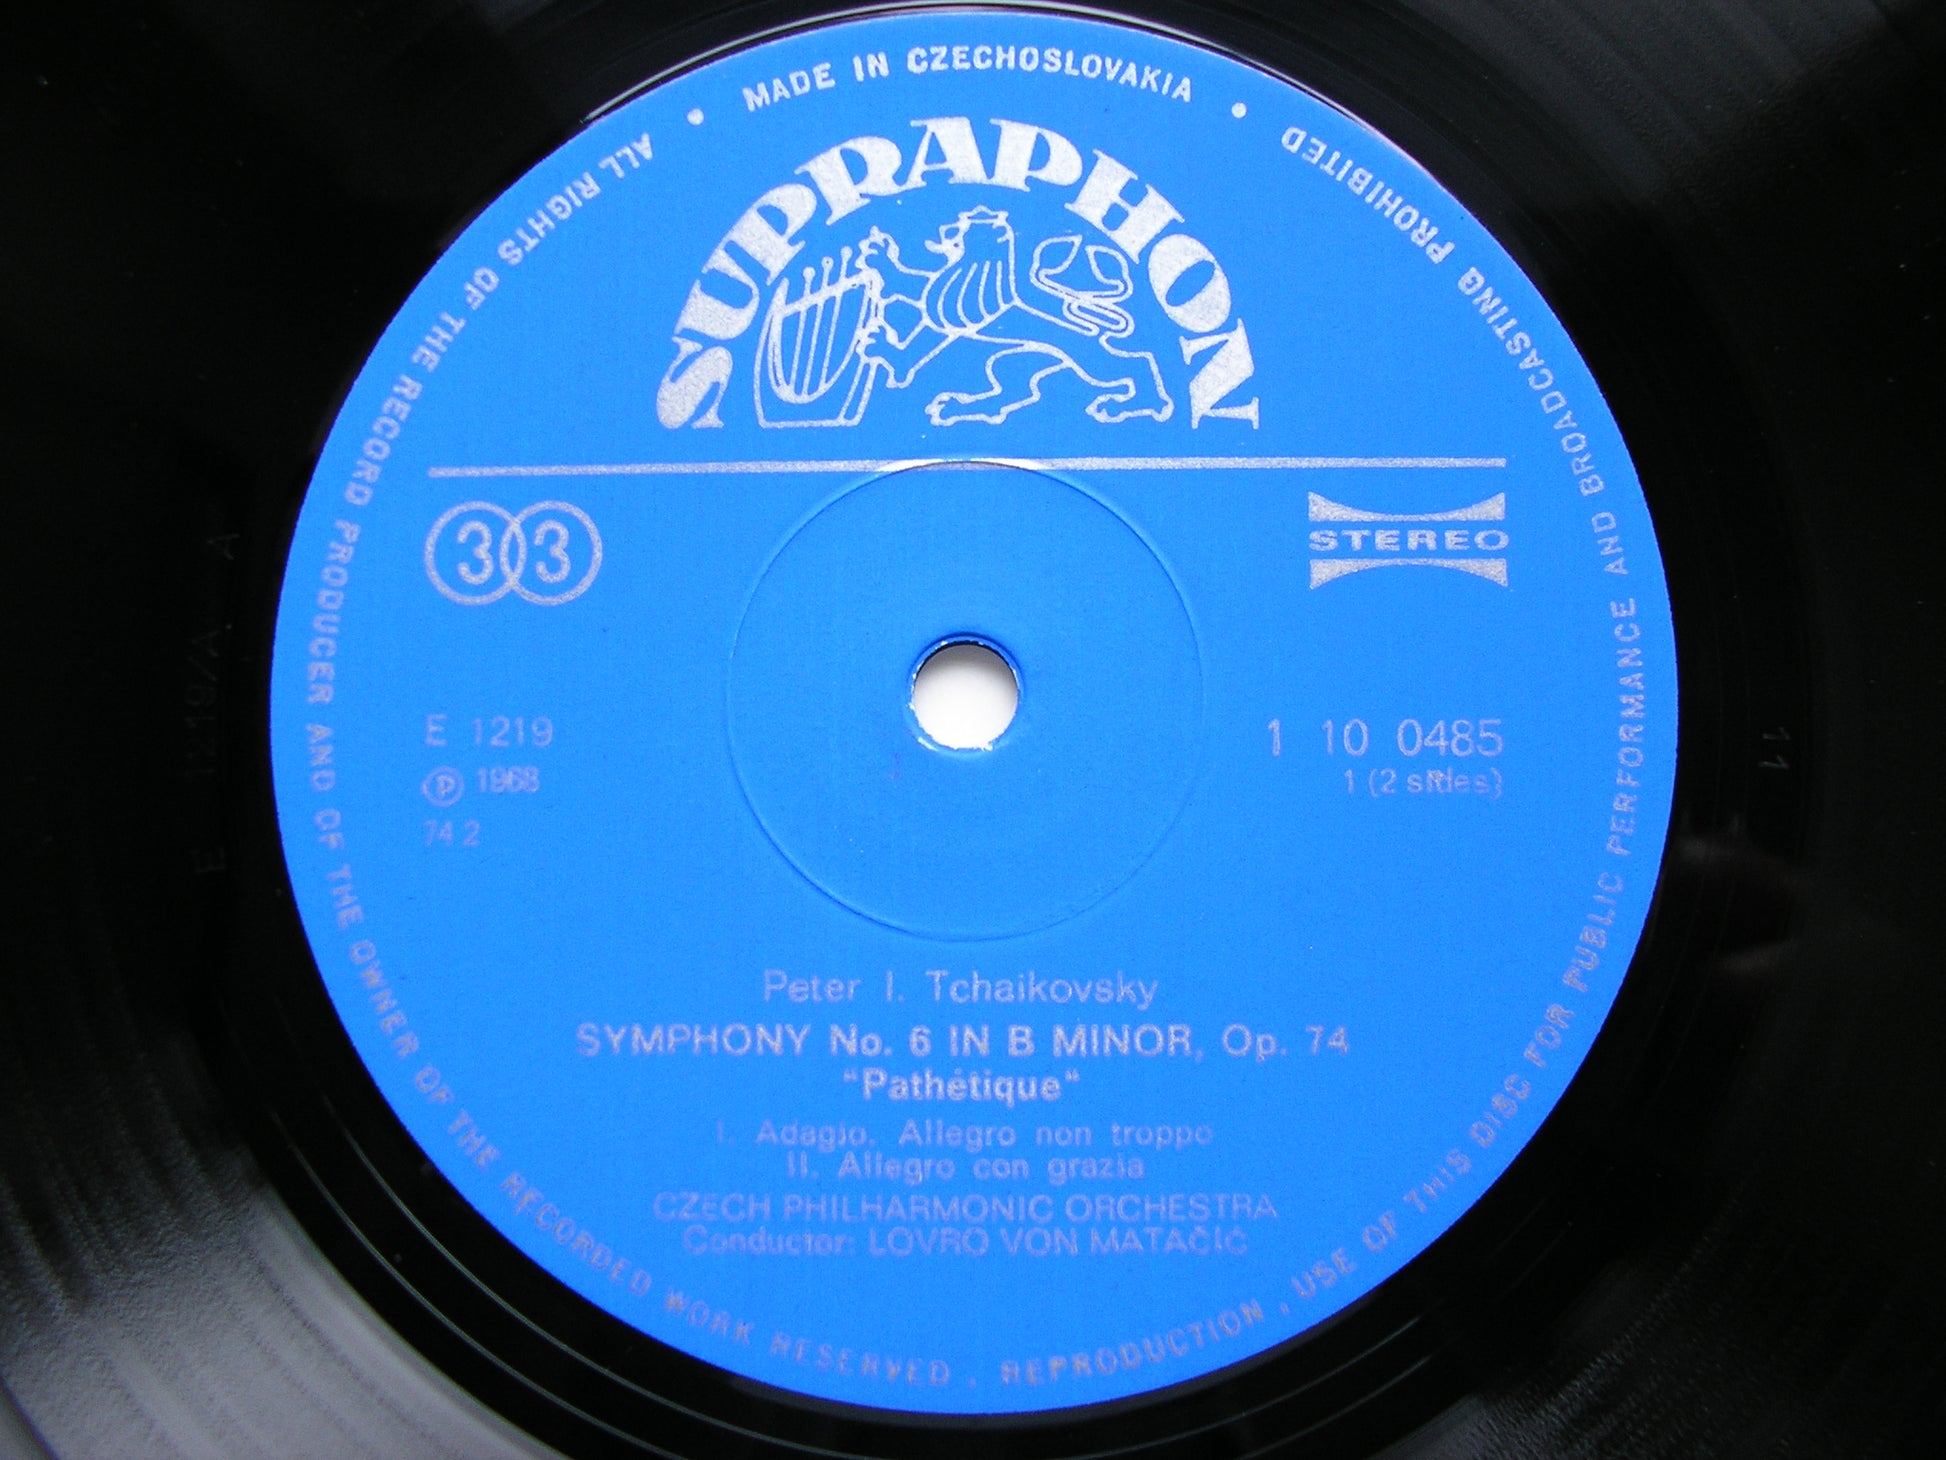 MADE IN CZECHOSLOVAKIA
SUPRAPHON
33
STEREO
E 1219
Ⓟ 1968
74 2
1 10 0485
1 (2 sides)
Peter I. Tchaikovsky
SYMPHONY No. 6 IN B MINOR, Op. 74
"Pathétique"
I. Adagio. Allegro non troppo
II. Allegro con grazia
CZECH PHILHARMONIC ORCHESTRA
Conductor: LOVRO VON MATAČIĆ
ALL RIGHTS OF THE RECORD PRODUCER AND OF THE OWNER OF THE RECORDED WORK RESERVED . REPRODUCTION , USE OF THIS DISC FOR PUBLIC PERFORMANCE AND BROADCASTING PROHIBITED
E 1219/A A
11